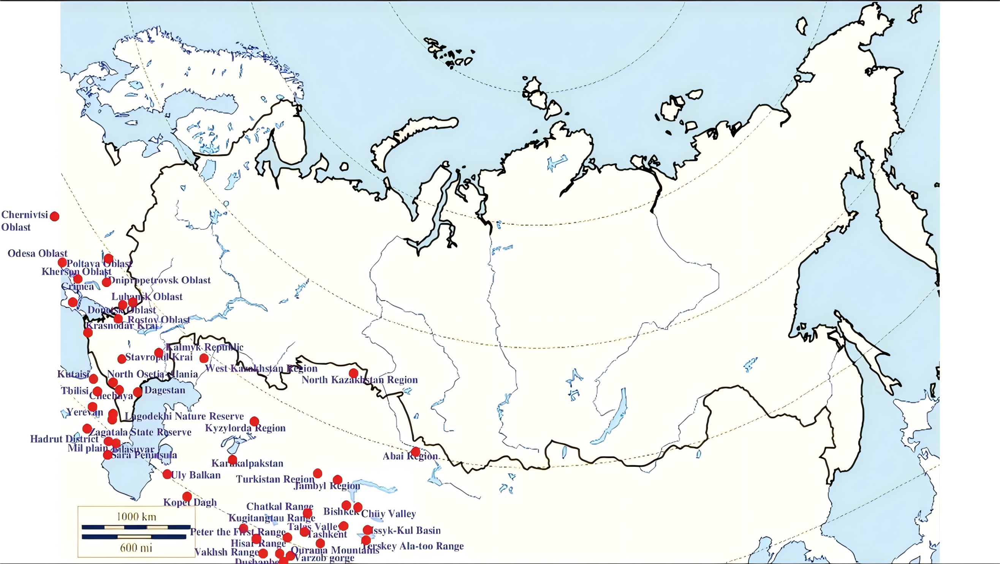 Chernivtsi
Oblast
Odesa Oblast
Poltava Oblast
Kherson Oblast
Dniprppetrovsk Oblast
Crimea
Luhansk Oblast
Donetsk Oblast
Rostov Oblast
Krasnodar Krai
Kalmyk Republic
Stavropol Krai
West Kazakhstan Region
Kutaisi
North Osetia-Alania
North Kazakhstan Region
Tbilisi
Chechnya
Dagestan
Yerevan
Lagodekhi Nature Reserve
Kyzylorda Region
Zagatala State Reserve
Hadrut District
Mil plain
Bilasuvar
Sara Peninsula
Abai Region
Karakalpakstan
Uly Balkan
Turkistan Region
Jambyl Region
Kopet Dagh
Chatkal Range
Bishkek
Chüy Valley
1000 km
Kugitangtau Range
Talas Valley
Issyk-Kul Basin
Peter the First Range
Tashkent
Hisar Range
Terskey Ala-too Range
600 mi
Qurama Mountains
Vakhsh Range
Varzob gorge
Dushanbe